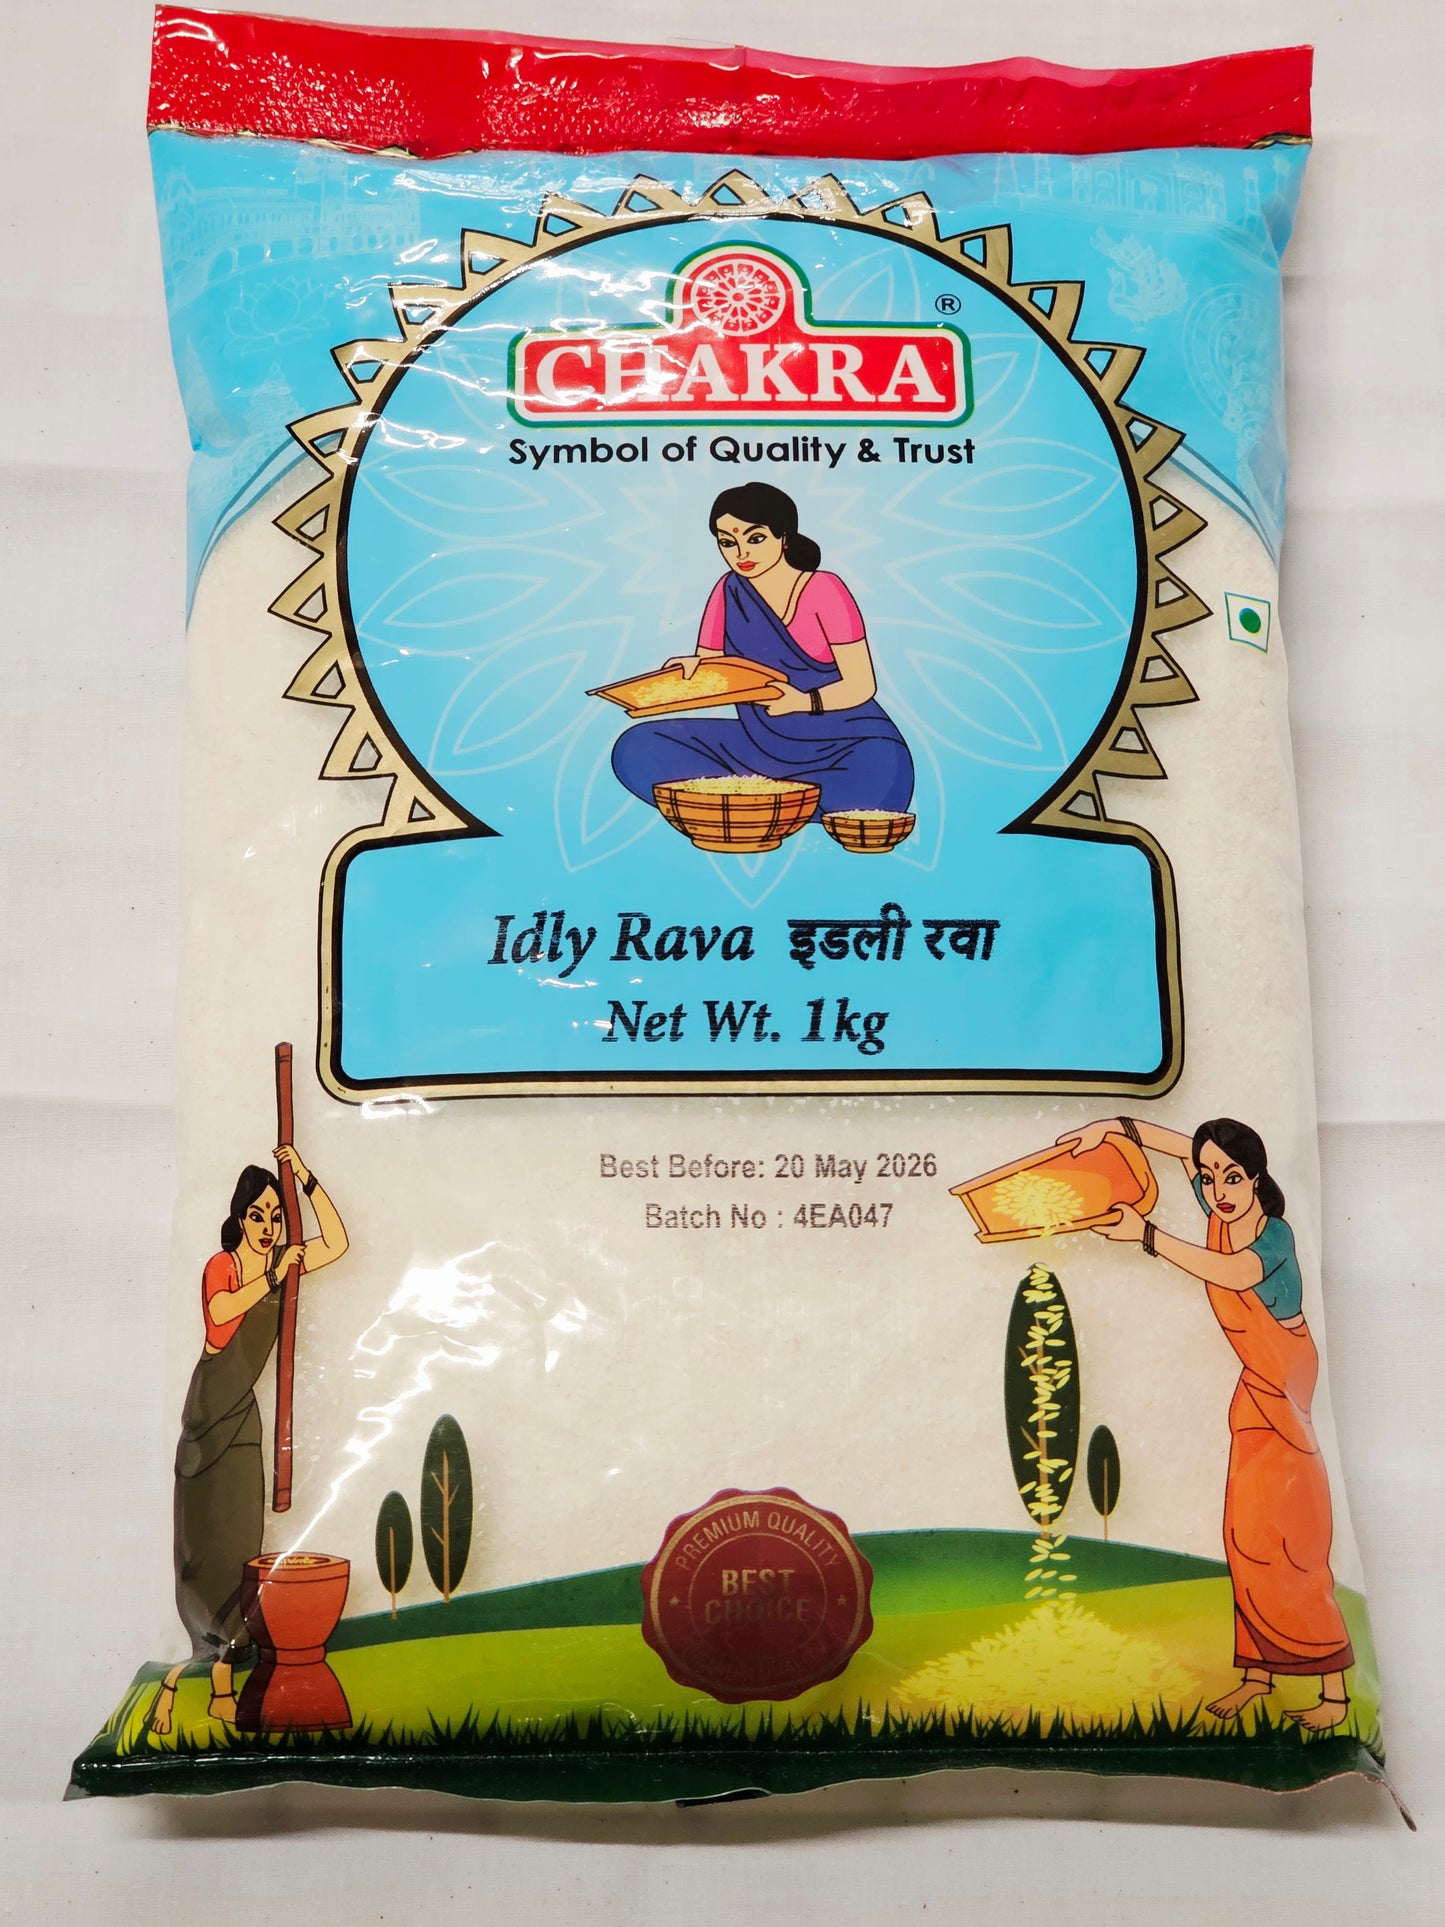 ®
CHAKRA
Symbol of Quality & Trust
Idly Rava इडली रवा
Net Wt. 1kg
Best Before: 20 May 2026
Batch No : 4EA047
PREMIUM QUALITY
BEST
CHOICE